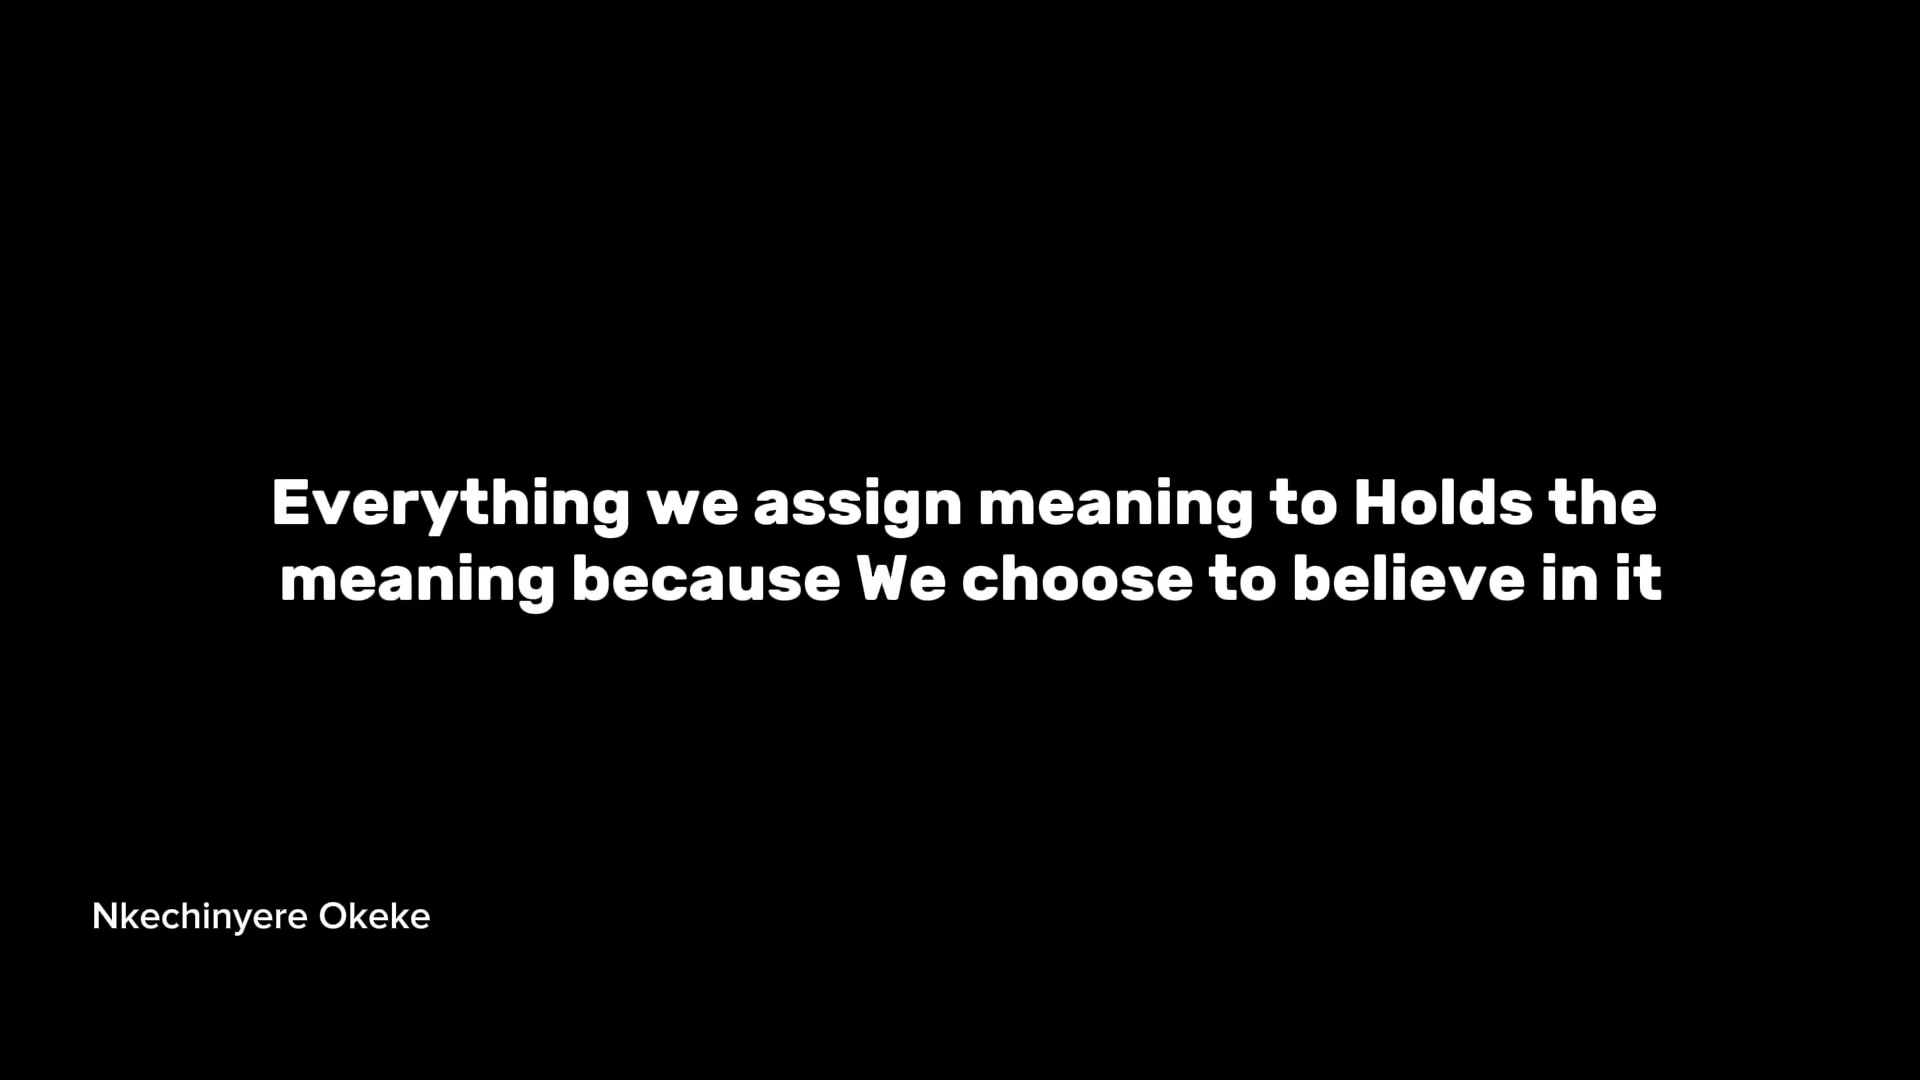 Everything we assign meaning to Holds the
meaning because We choose to believe in it
Nkechinyere Okeke